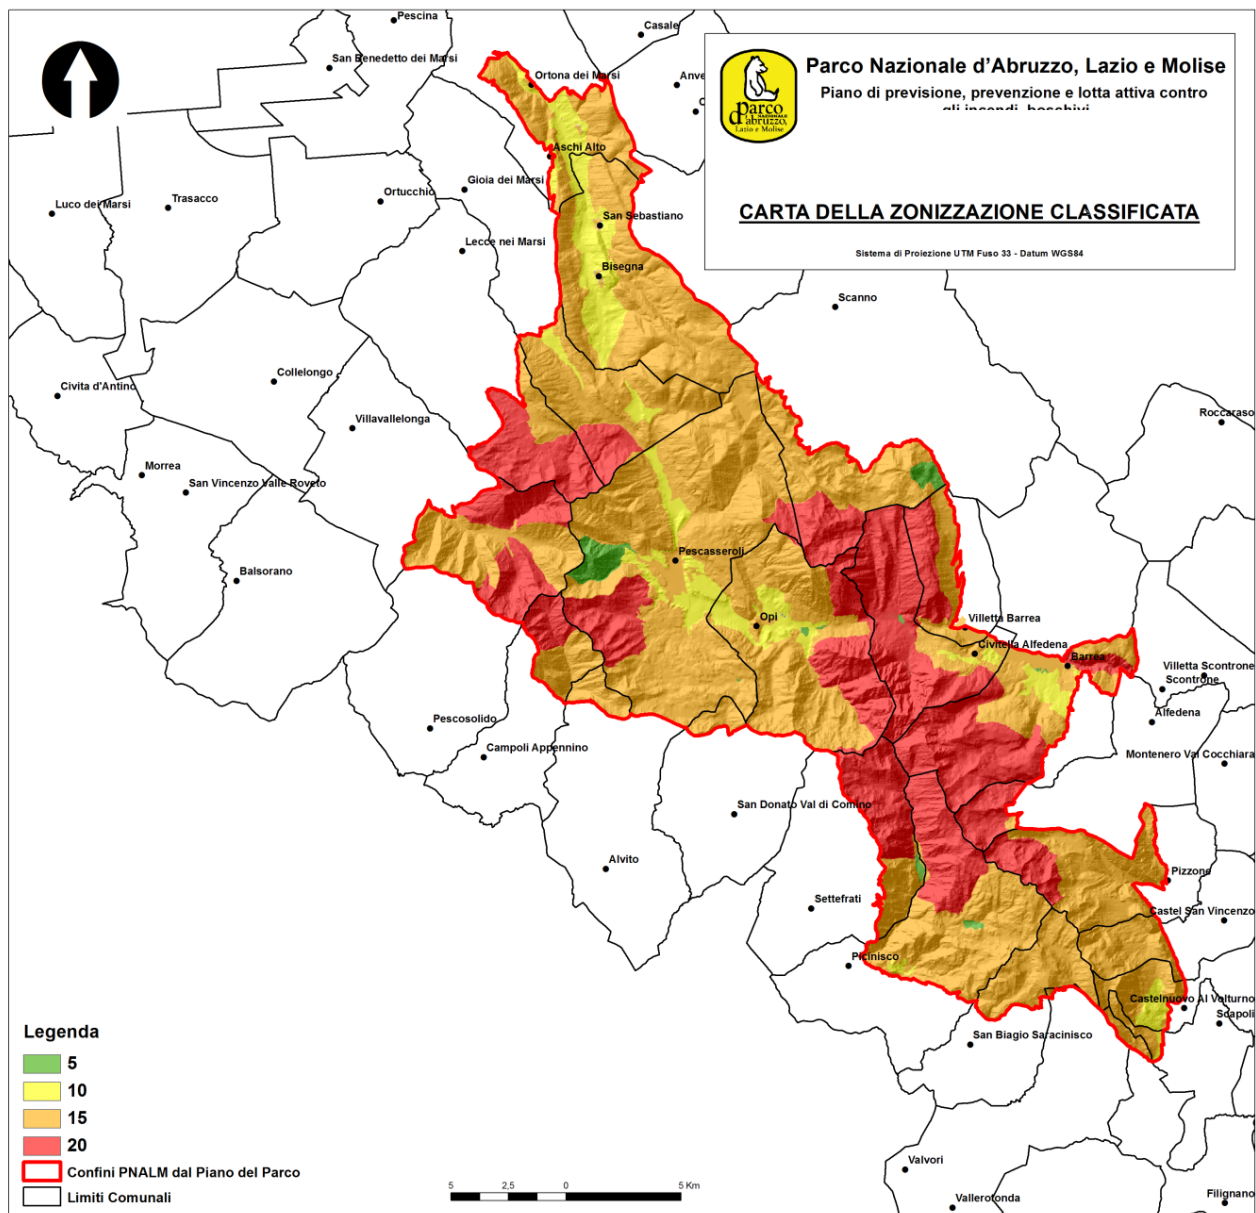 Parco Nazionale d'Abruzzo, Lazio e Molise
Piano di previsione, prevenzione e lotta attiva contro
gli incendi boschivi
CARTA DELLA ZONIZZAZIONE CLASSIFICATA
Sistema di Proiezione UTM Fuso 33 - Datum WGS84
Parco
NAZIONALE
d'abruzzo,
Lazio e Molise
Pescina
Casale
San Benedetto dei Marsi
Ortona dei Marsi
Anve
Aschi Alto
Gioia dei Marsi
Ortucchio
Trasacco
Luco dei Marsi
San Sebastiano
Lecce nei Marsi
Bisegna
Scanno
Collelongo
Civita d'Antino
Villavallelonga
Roccaraso
Morrea
San Vincenzo Valle Roveto
Pescasseroli
Balsorano
Opi
Villetta Barrea
Civitella Alfedena
Barrea
Villetta Scontrone
Scontrone
Alfedena
Pescosolido
Campoli Appennino
Montenero Val Cocchiara
San Donato Val di Comino
Alvito
Pizzone
Settefrati
Castel San Vincenzo
Picinisco
Castelnuovo Al Volturno
Scapoli
San Biagio Saracinisco
Valvori
Vallerotonda
Filignano
Legenda
5
10
15
20
Confini PNALM dal Piano del Parco
Limiti Comunali
5 2,5 0 5 Km